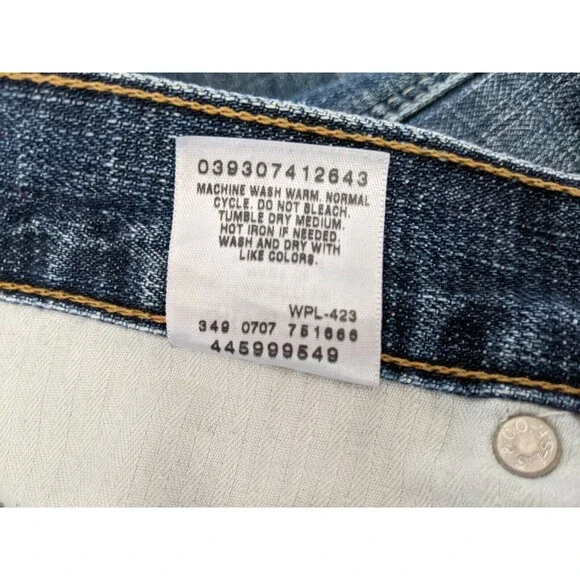 039307412643
MACHINE WASH WARM. NORMAL
CYCLE. DO NOT BLEACH.
TUMBLE DRY MEDIUM.
HOT IRON IF NEEDED.
WASH AND DRY WITH
LIKE COLORS.
WPL-423
349 0707 751666
445999549